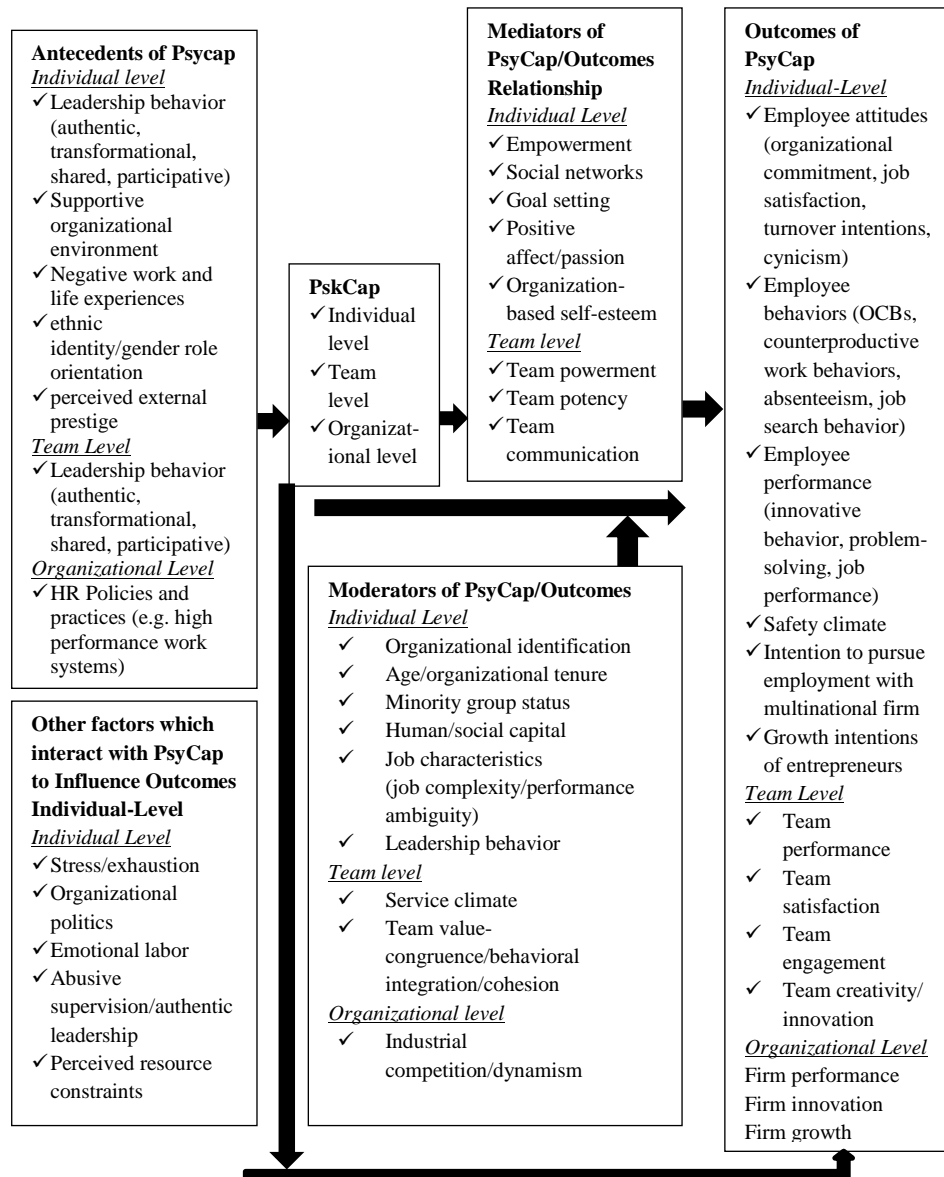 Antecedents of Psycap
Individual level
✓Leadership behavior
(authentic,
transformational,
shared, participative)
✓Supportive
organizational
environment
✓Negative work and
life experiences
✓ethnic
identity/gender role
orientation
✓perceived external
prestige
Team Level
✓Leadership behavior
(authentic,
transformational,
shared, participative)
Organizational Level
✓HR Policies and
practices (e.g. high
performance work
systems)
Other factors which
interact with PsyCap
to Influence Outcomes
Individual-Level
Individual Level
✓Stress/exhaustion
✓Organizational
politics
✓Emotional labor
✓Abusive
supervision/authentic
leadership
✓Perceived resource
constraints
PskCap
✓Individual
level
✓Team
level
✓Organizat-
ional level
Mediators of
PsyCap/Outcomes
Relationship
Individual Level
✓Empowerment
✓Social networks
✓Goal setting
✓Positive
affect/passion
✓Organization-
based self-esteem
Team level
✓Team powerment
✓Team potency
✓Team
communication
Moderators of PsyCap/Outcomes
Individual Level
✓ Organizational identification
✓ Age/organizational tenure
✓ Minority group status
✓ Human/social capital
✓ Job characteristics
(job complexity/performance
ambiguity)
✓ Leadership behavior
Team level
✓ Service climate
✓ Team value-
congruence/behavioral
integration/cohesion
Organizational level
✓ Industrial
competition/dynamism
Outcomes of
PsyCap
Individual-Level
✓Employee attitudes
(organizational
commitment, job
satisfaction,
turnover intentions,
cynicism)
✓Employee
behaviors (OCBs,
counterproductive
work behaviors,
absenteeism, job
search behavior)
✓Employee
performance
(innovative
behavior, problem-
solving, job
performance)
✓Safety climate
✓Intention to pursue
employment with
multinational firm
✓Growth intentions
of entrepreneurs
Team Level
✓ Team
performance
✓ Team
satisfaction
✓ Team
engagement
✓ Team creativity/
innovation
Organizational Level
Firm performance
Firm innovation
Firm growth